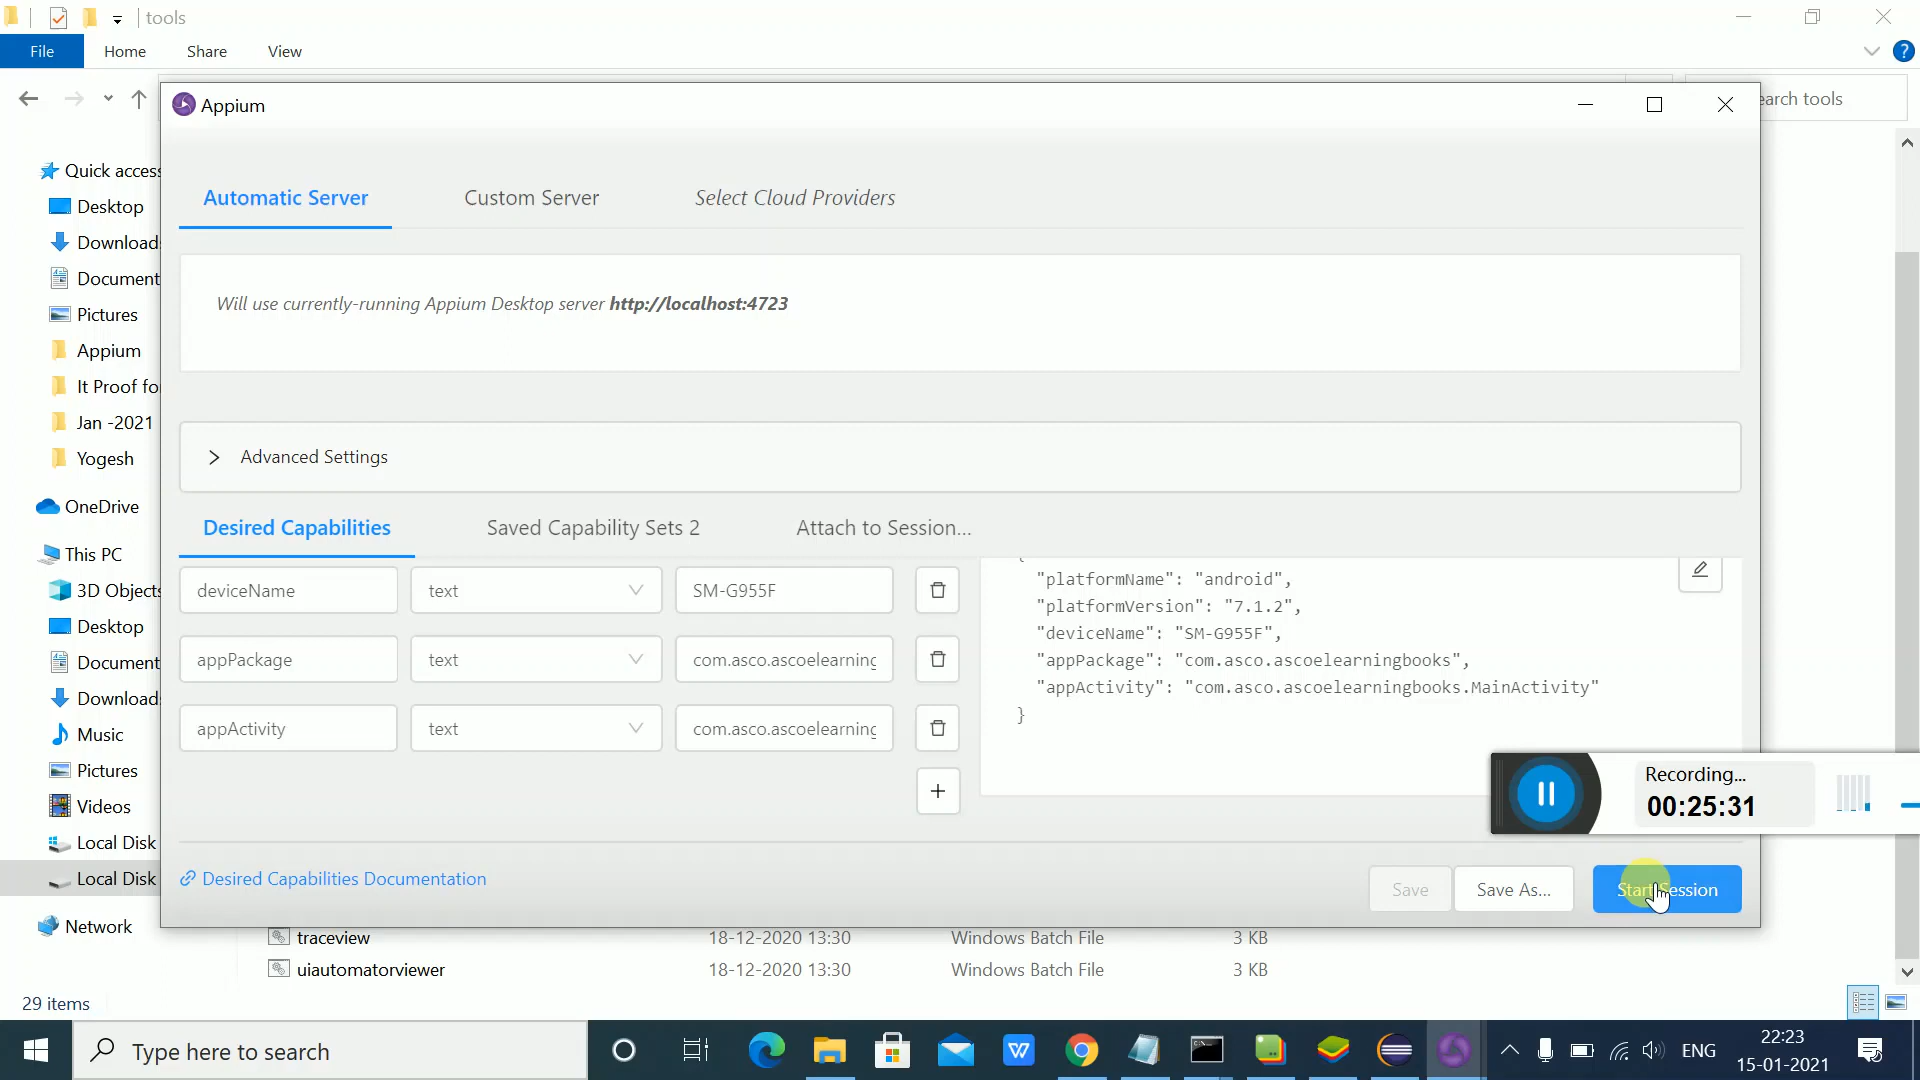 tools
File Home Share View
earch tools
Appium
Quick access
Desktop
Download
Document
Pictures
Appium
It Proof fo
Jan -2021
Yogesh
OneDrive
This PC
3D Objects
Desktop
Document
Download
Music
Pictures
Videos
Local Disk
Local Disk
Network
Automatic Server Custom Server Select Cloud Providers
Will use currently-running Appium Desktop server http://localhost:4723
Advanced Settings
Desired Capabilities Saved Capability Sets 2 Attach to Session...
deviceName text SM-G955F
appPackage text com.asco.ascoelearning
appActivity text com.asco.ascoelearning
+
{
"platformName": "android",
"platformVersion": "7.1.2",
"deviceName": "SM-G955F",
"appPackage": "com.asco.ascoelearningbooks",
"appActivity": "com.asco.ascoelearningbooks.MainActivity"
}
Recording...
00:25:31
Desired Capabilities Documentation
Save Save As... Start Session
traceview 18-12-2020 13:30 Windows Batch File 3 KB
uiautomatorviewer 18-12-2020 13:30 Windows Batch File 3 KB
29 items
Type here to search
ENG
22:23
15-01-2021